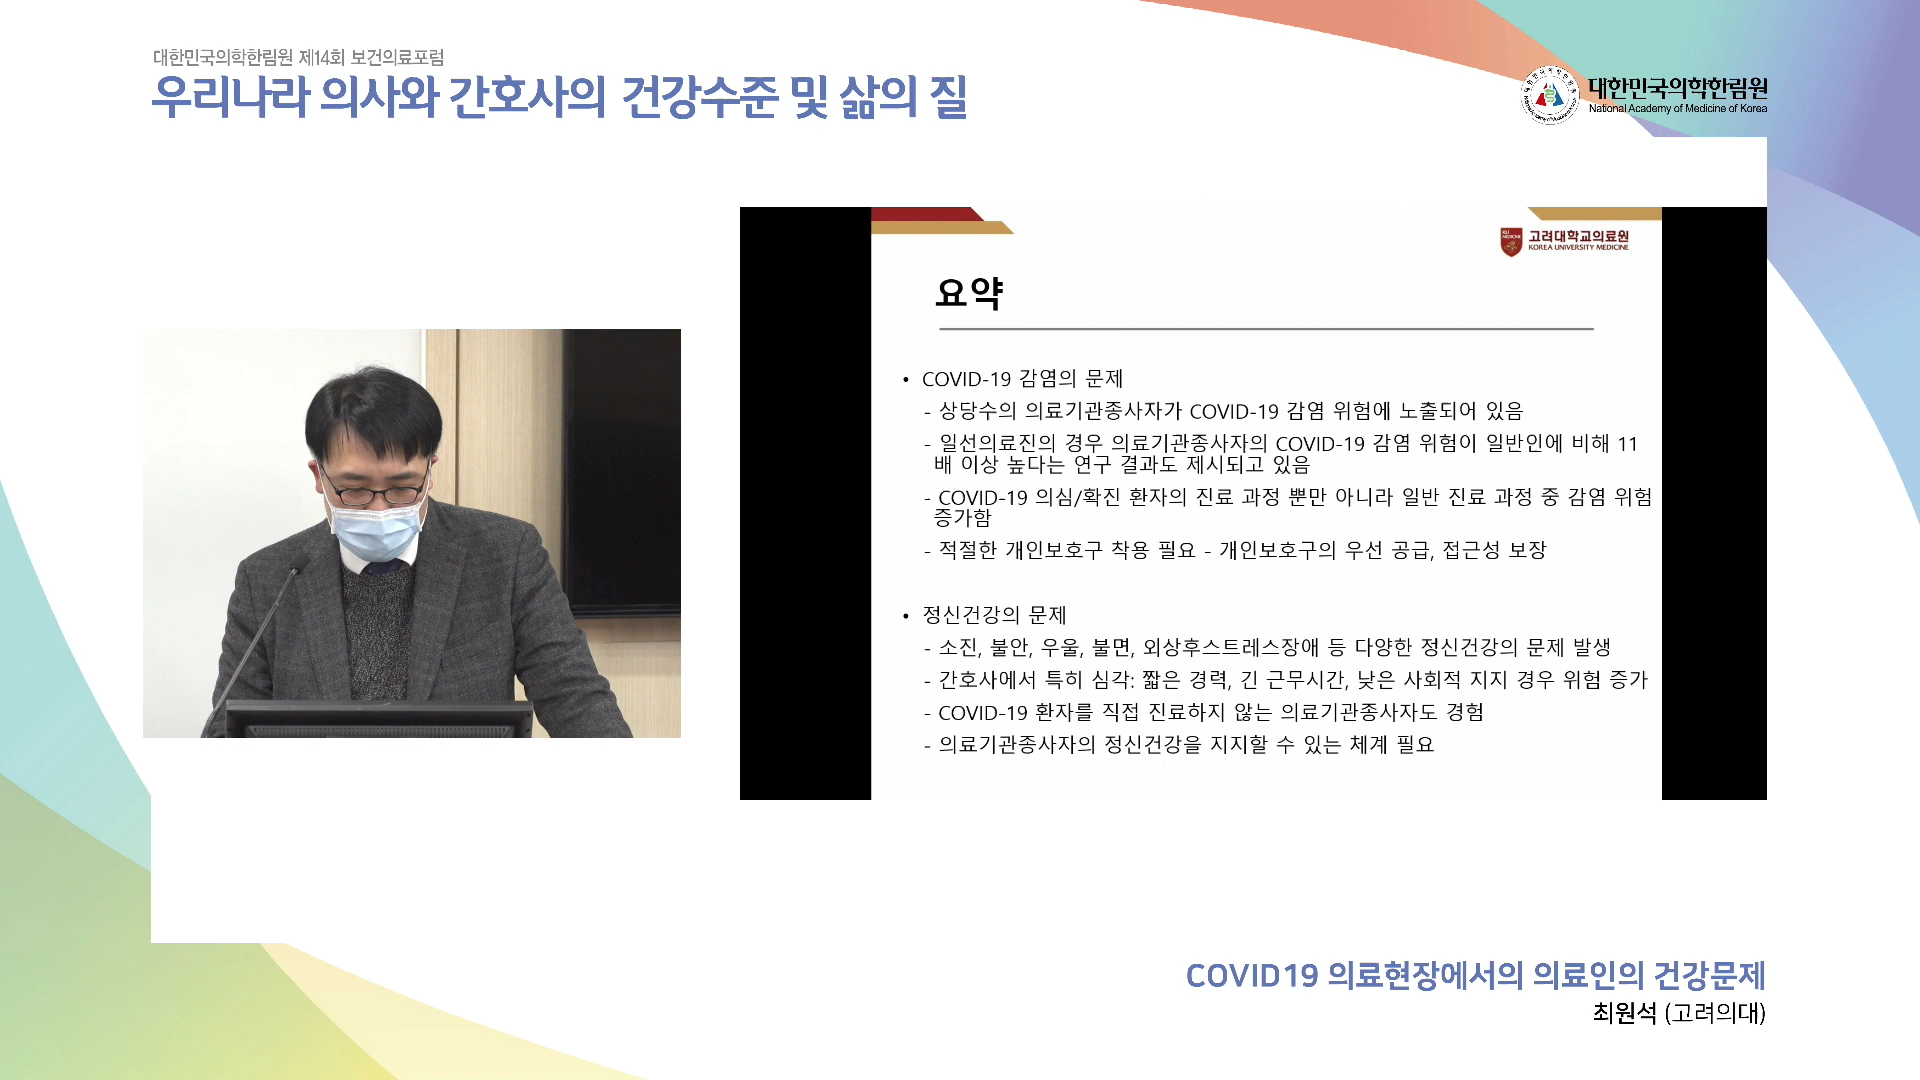 대한민국의학한림원 제14회 보건의료포럼
우리나라 의사와 간호사의 건강수준 및 삶의 질
대한민국의학한림원
National Academy of Medicine of Korea
KU
MEDICINE
고려대학교의료원
KOREA UNIVERSITY MEDICINE
요약
• COVID-19 감염의 문제
- 상당수의 의료기관종사자가 COVID-19 감염 위험에 노출되어 있음
- 일선의료진의 경우 의료기관종사자의 COVID-19 감염 위험이 일반인에 비해 11
배 이상 높다는 연구 결과도 제시되고 있음
- COVID-19 의심/확진 환자의 진료 과정 뿐만 아니라 일반 진료 과정 중 감염 위험
증가함
- 적절한 개인보호구 착용 필요 - 개인보호구의 우선 공급, 접근성 보장
• 정신건강의 문제
- 소진, 불안, 우울, 불면, 외상후스트레스장애 등 다양한 정신건강의 문제 발생
- 간호사에서 특히 심각: 짧은 경력, 긴 근무시간, 낮은 사회적 지지 경우 위험 증가
- COVID-19 환자를 직접 진료하지 않는 의료기관종사자도 경험
- 의료기관종사자의 정신건강을 지지할 수 있는 체계 필요
COVID19 의료현장에서의 의료인의 건강문제
최원석 (고려의대)